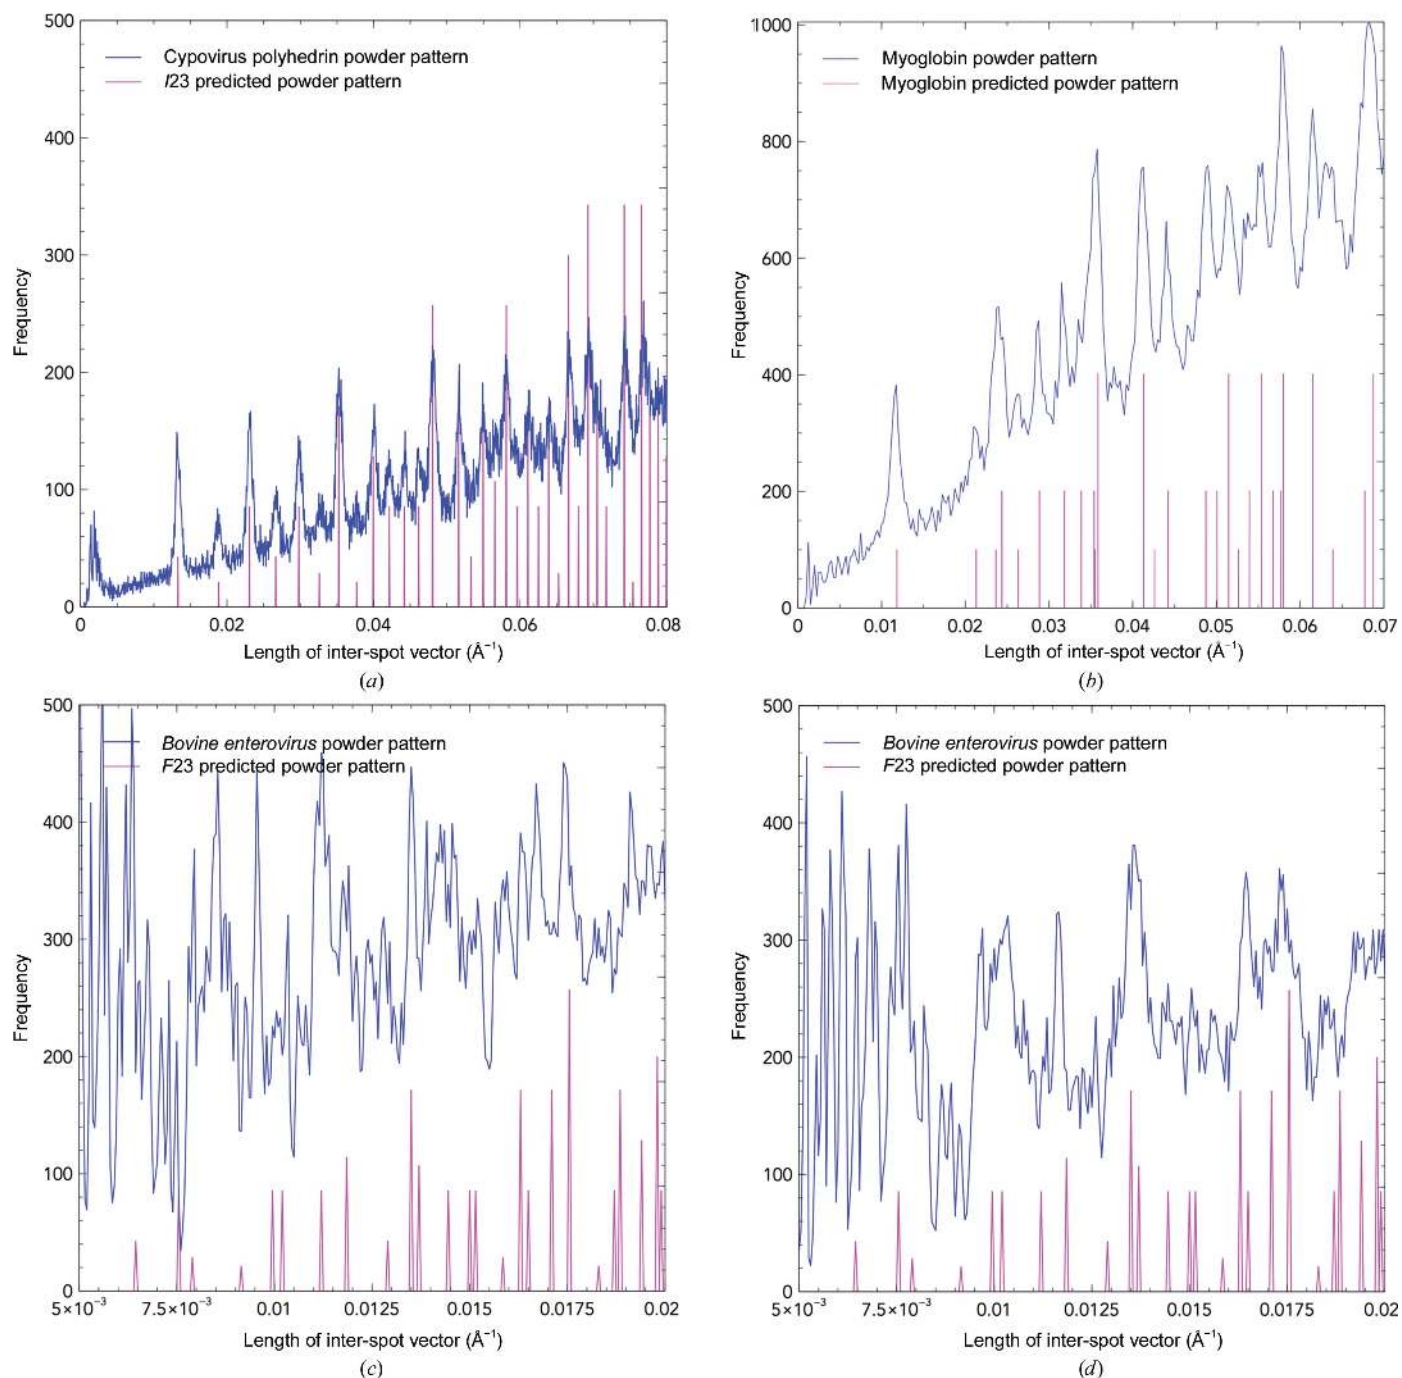 500
Cypovirus polyhedrin powder pattern
I23 predicted powder pattern
400
300
200
100
0
Frequency
0 0.02 0.04 0.06 0.08
Length of inter-spot vector (Å⁻¹)
(a)
1000
Myoglobin powder pattern
Myoglobin predicted powder pattern
800
600
400
200
0
Frequency
0 0.01 0.02 0.03 0.04 0.05 0.06 0.07
Length of inter-spot vector (Å⁻¹)
(b)
500
Bovine enterovirus powder pattern
F23 predicted powder pattern
400
300
200
100
0
Frequency
5×10⁻³ 7.5×10⁻³ 0.01 0.0125 0.015 0.0175 0.02
Length of inter-spot vector (Å⁻¹)
(c)
500
Bovine enterovirus powder pattern
F23 predicted powder pattern
400
300
200
100
0
Frequency
5×10⁻³ 7.5×10⁻³ 0.01 0.0125 0.015 0.0175 0.02
Length of inter-spot vector (Å⁻¹)
(d)